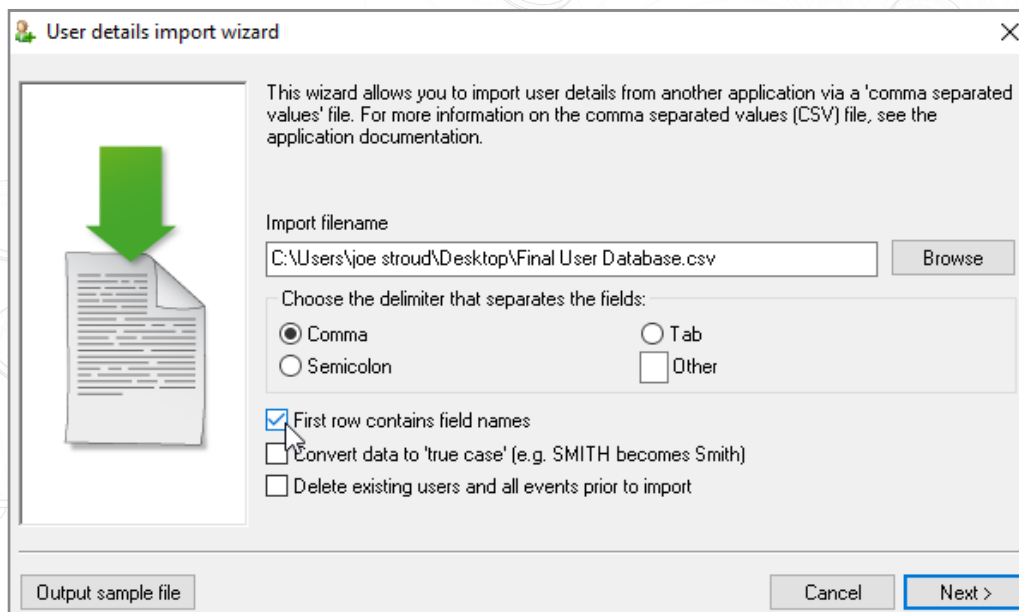 User details import wizard
This wizard allows you to import user details from another application via a 'comma separated
values' file. For more information on the comma separated values (CSV) file, see the
application documentation.
Import filename
C:\Users\joe stroud\Desktop\Final User Database.csv
Browse
Choose the delimiter that separates the fields:
Comma
Tab
Semicolon
Other
First row contains field names
Convert data to 'true case' (e.g. SMITH becomes Smith)
Delete existing users and all events prior to import
Output sample file
Cancel
Next >